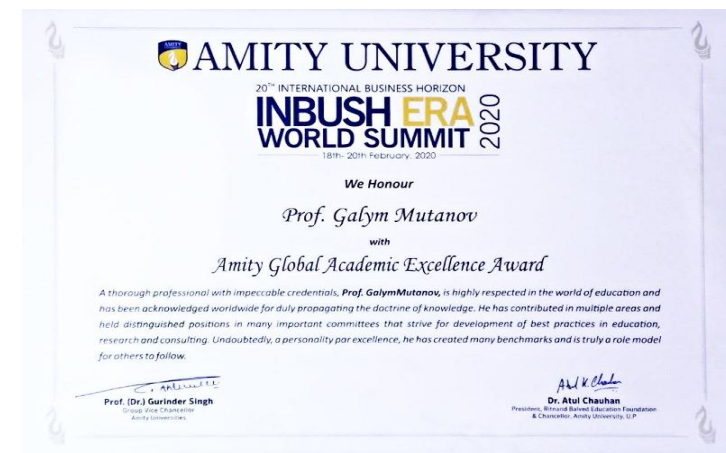 AMITY
AMITY UNIVERSITY
20TH INTERNATIONAL BUSINESS HORIZON
INBUSH ERA
WORLD SUMMIT 2020
18th- 20th February, 2020
We Honour
Prof. Galym Mutanov
with
Amity Global Academic Excellence Award
A thorough professional with impeccable credentials, Prof. GalymMutanov, is highly respected in the world of education and
has been acknowledged worldwide for duly propagating the doctrine of knowledge. He has contributed in multiple areas and
held distinguished positions in many important committees that strive for development of best practices in education,
research and consulting. Undoubtedly, a personality par excellence, he has created many benchmarks and is truly a role model
for others to follow.
Atul K. Chauhan
Prof. (Dr.) Gurinder Singh
Group Vice Chancellor
Amity Universities
Dr. Atul Chauhan
President, Ritnand Balved Education Foundation
& Chancellor, Amity University, U.P